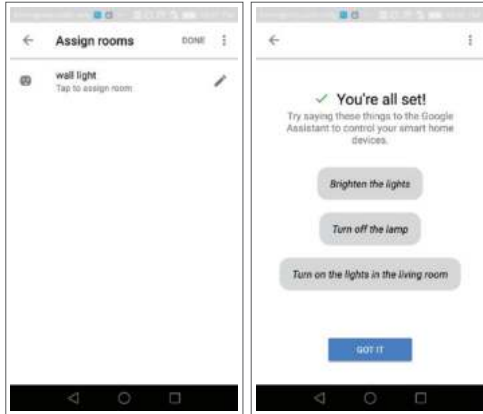 Assign rooms
DONE
wall light
Tap to assign room
You're all set!
Try saying these things to the Google
Assistant to control your smart home
devices.
Brighten the lights
Turn off the lamp
Turn on the lights in the living room
GOT IT